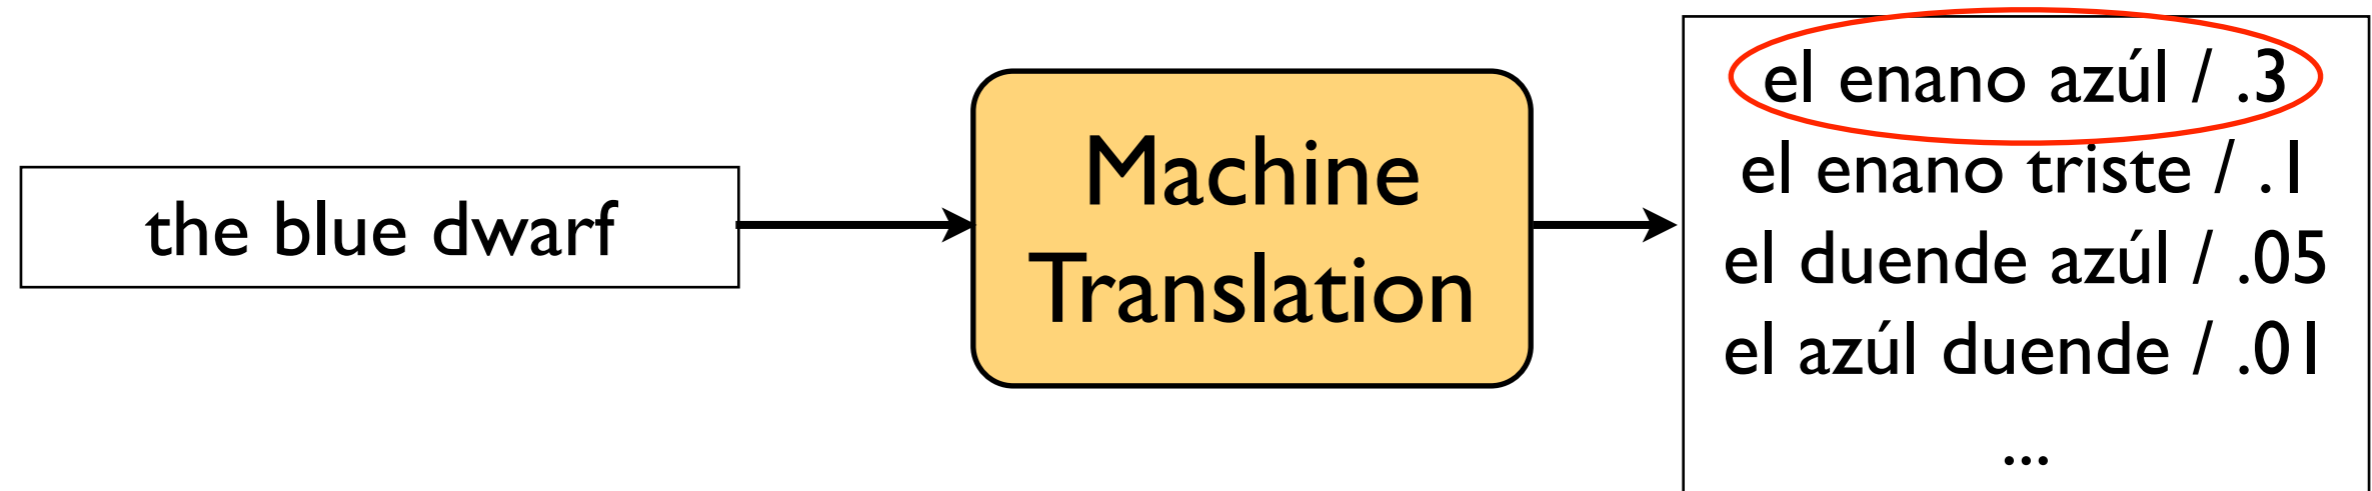 the blue dwarf
Machine
Translation
el enano azúl / .3
el enano triste / .1
el duende azúl / .05
el azúl duende / .01
...